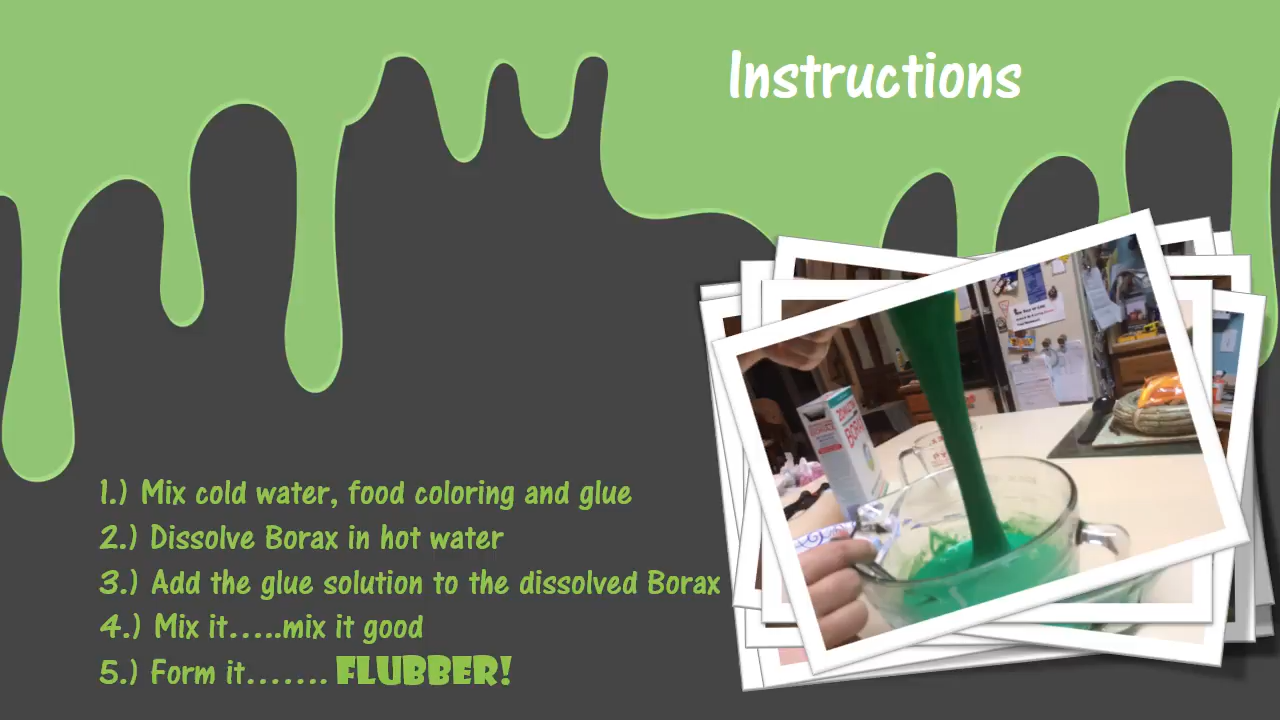 Instructions
1.) Mix cold water, food coloring and glue
2.) Dissolve Borax in hot water
3.) Add the glue solution to the dissolved Borax
4.) Mix it.....mix it good
5.) Form it....... FLUBBER!
BORAX